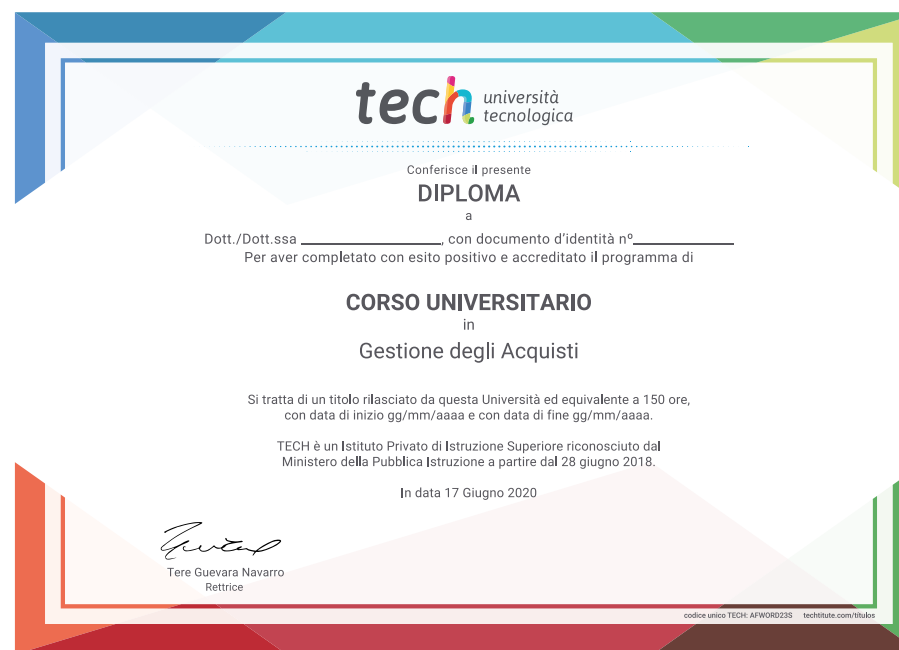 tech università
tecnologica
Conferisce il presente
DIPLOMA
a
Dott./Dott.ssa ____________________, con documento d'identità nº______________
Per aver completato con esito positivo e accreditato il programma di
CORSO UNIVERSITARIO
in
Gestione degli Acquisti
Si tratta di un titolo rilasciato da questa Università ed equivalente a 150 ore,
con data di inizio gg/mm/aaaa e con data di fine gg/mm/aaaa.
TECH è un Istituto Privato di Istruzione Superiore riconosciuto dal
Ministero della Pubblica Istruzione a partire dal 28 giugno 2018.
In data 17 Giugno 2020
Tere Guevara Navarro
Rettrice
codice unico TECH: AFWORD23S techtitute.com/titulos